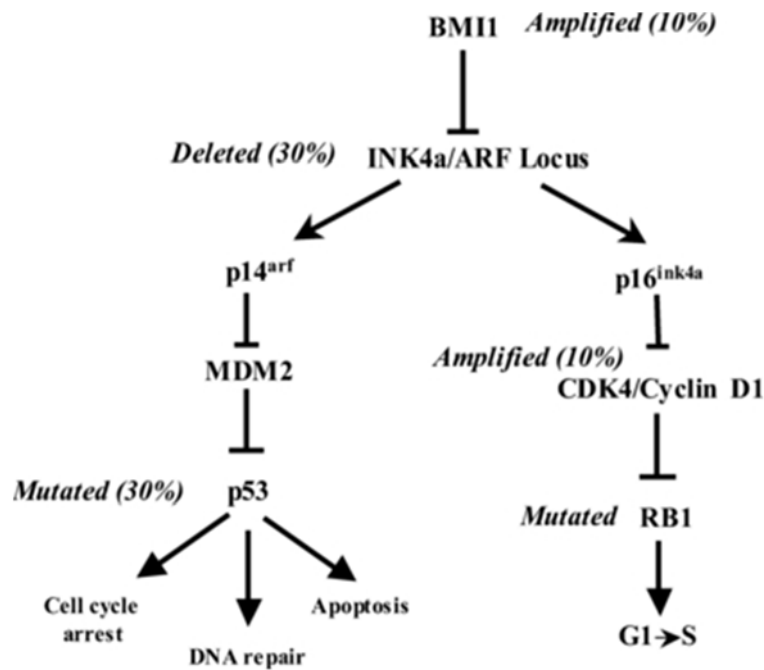 BMI1 Amplified (10%)
Deleted (30%) INK4a/ARF Locus
p14arf
p16ink4a
MDM2
Amplified (10%)
CDK4/Cyclin D1
Mutated (30%) p53
Mutated RB1
Cell cycle
arrest
Apoptosis
DNA repair
G1→S